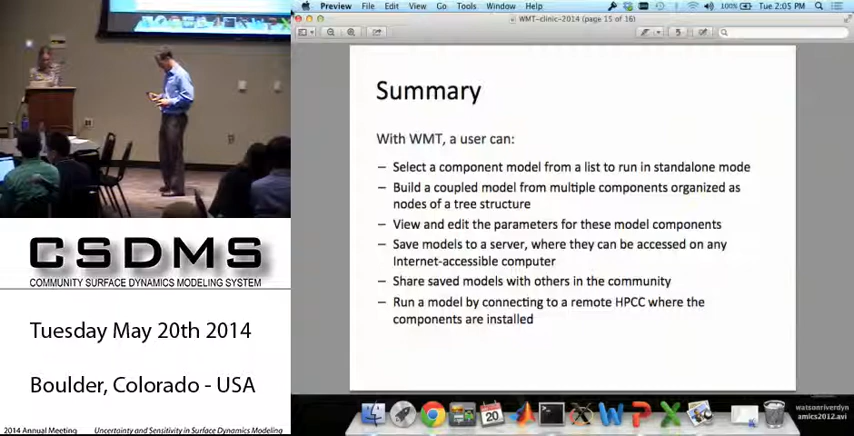 Preview File Edit View Go Tools Window Help 100% Tue 2:05 PM
WMT-clinic-2014 (page 15 of 16)
5
Summary
With WMT, a user can:
– Select a component model from a list to run in standalone mode
– Build a coupled model from multiple components organized as
nodes of a tree structure
– View and edit the parameters for these model components
– Save models to a server, where they can be accessed on any
Internet-accessible computer
– Share saved models with others in the community
– Run a model by connecting to a remote HPCC where the
components are installed
CSDMS
COMMUNITY SURFACE DYNAMICS MODELING SYSTEM
Tuesday May 20th 2014
Boulder, Colorado - USA
2014 Annual Meeting Uncertainty and Sensitivity in Surface Dynamics Modeling
20
watsonriverdyn
amics2012.avi